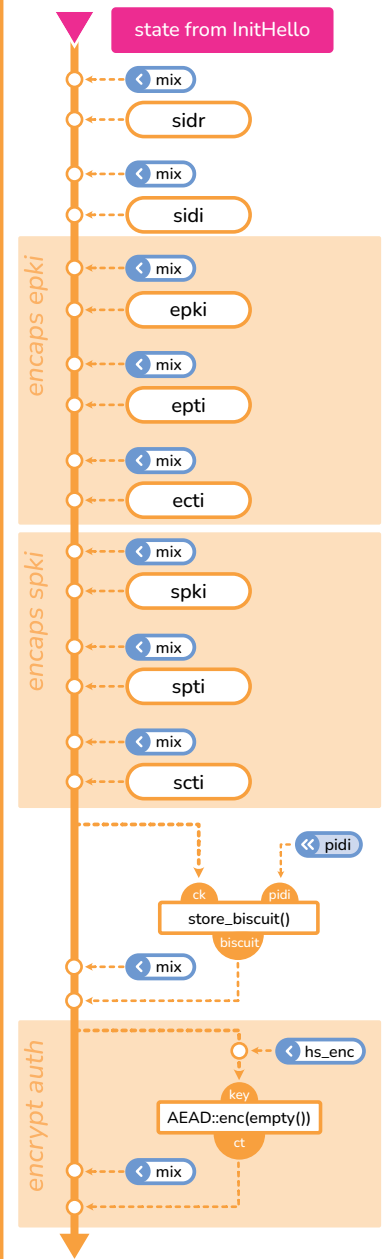 state from InitHello
mix
sidr
mix
sidi
encaps epki
mix
epki
mix
epti
mix
ecti
encaps spki
mix
spki
mix
spti
mix
scti
pidi
ck
pidi
store_biscuit()
biscuit
mix
encrypt auth
hs_enc
key
AEAD::enc(empty())
ct
mix